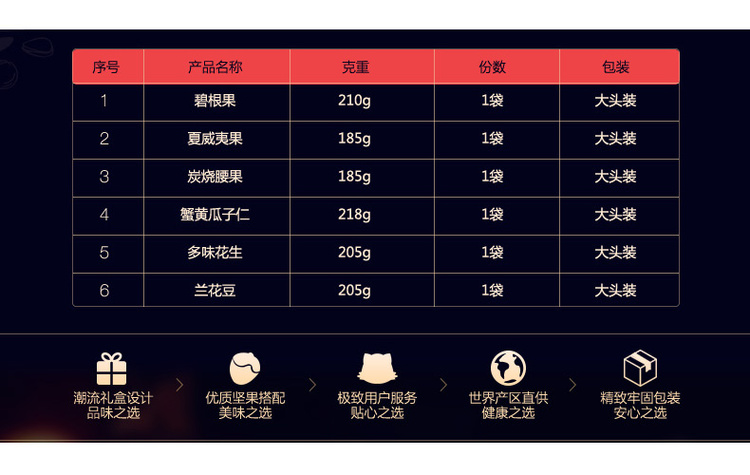 序号 产品名称 克重 份数 包装
1 碧根果 210g 1袋 大头装
2 夏威夷果 185g 1袋 大头装
3 炭烧腰果 185g 1袋 大头装
4 蟹黄瓜子仁 218g 1袋 大头装
5 多味花生 205g 1袋 大头装
6 兰花豆 205g 1袋 大头装
潮流礼盒设计 优质坚果搭配 极致用户服务 世界产区直供 精致牢固包装
品味之选 美味之选 贴心之选 健康之选 安心之选